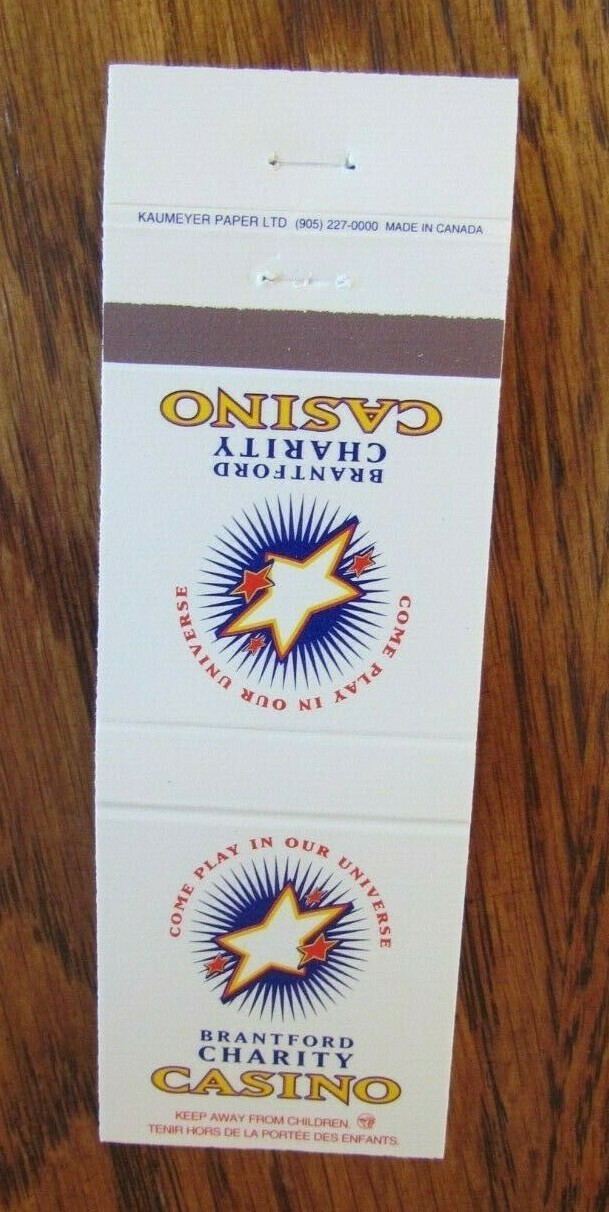 KAUMEYER PAPER LTD (905) 227-0000 MADE IN CANADA
CASINO
CHARITY
BRANTFORD
COME PLAY IN OUR UNIVERSE
COME PLAY IN OUR UNIVERSE
BRANTFORD
CHARITY
CASINO
KEEP AWAY FROM CHILDREN.
TENIR HORS DE LA PORTÉE DES ENFANTS.